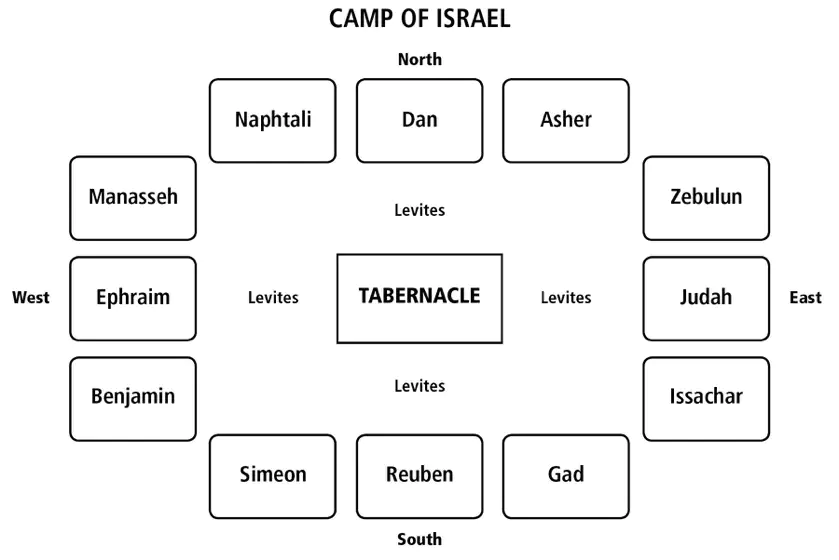 CAMP OF ISRAEL
North
Naphtali
Dan
Asher
Manasseh
Zebulun
Levites
West
Ephraim
Levites
TABERNACLE
Levites
Judah
East
Benjamin
Levites
Issachar
Simeon
Reuben
Gad
South